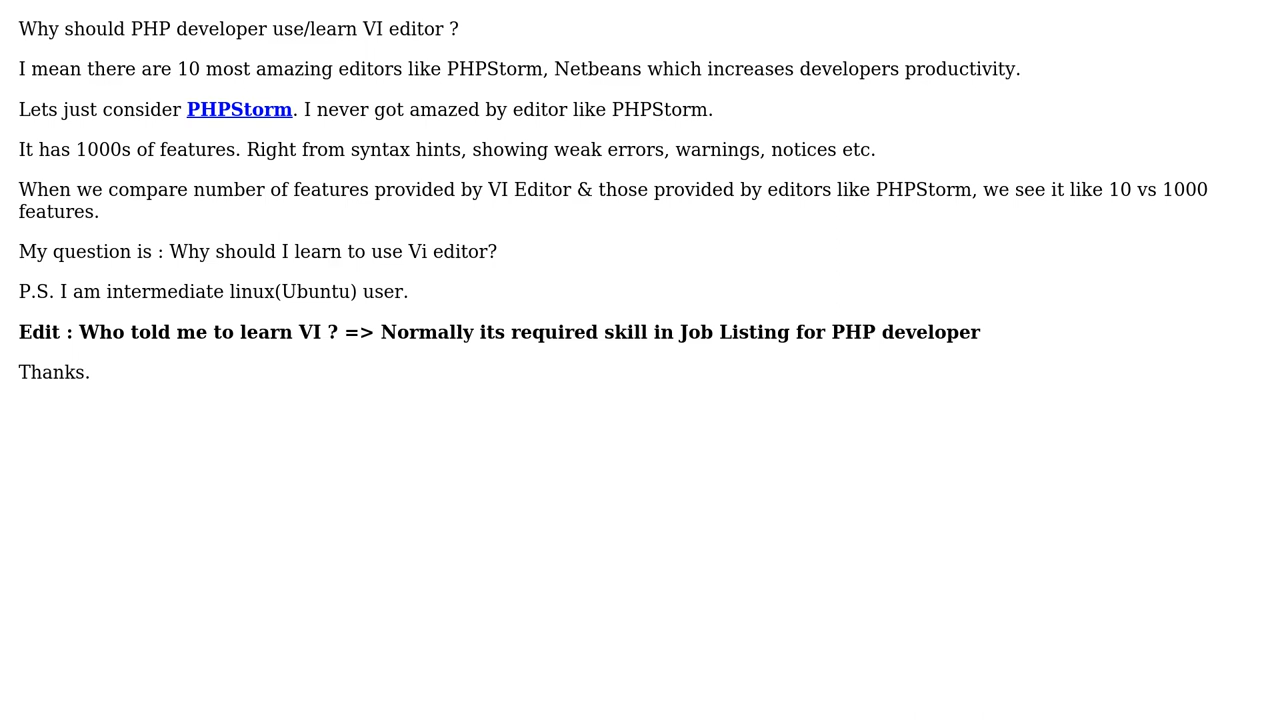 Why should PHP developer use/learn VI editor ?
I mean there are 10 most amazing editors like PHPStorm, Netbeans which increases developers productivity.
Lets just consider PHPStorm. I never got amazed by editor like PHPStorm.
It has 1000s of features. Right from syntax hints, showing weak errors, warnings, notices etc.
When we compare number of features provided by VI Editor & those provided by editors like PHPStorm, we see it like 10 vs 1000
features.
My question is : Why should I learn to use Vi editor?
P.S. I am intermediate linux(Ubuntu) user.
Edit : Who told me to learn VI ? => Normally its required skill in Job Listing for PHP developer
Thanks.